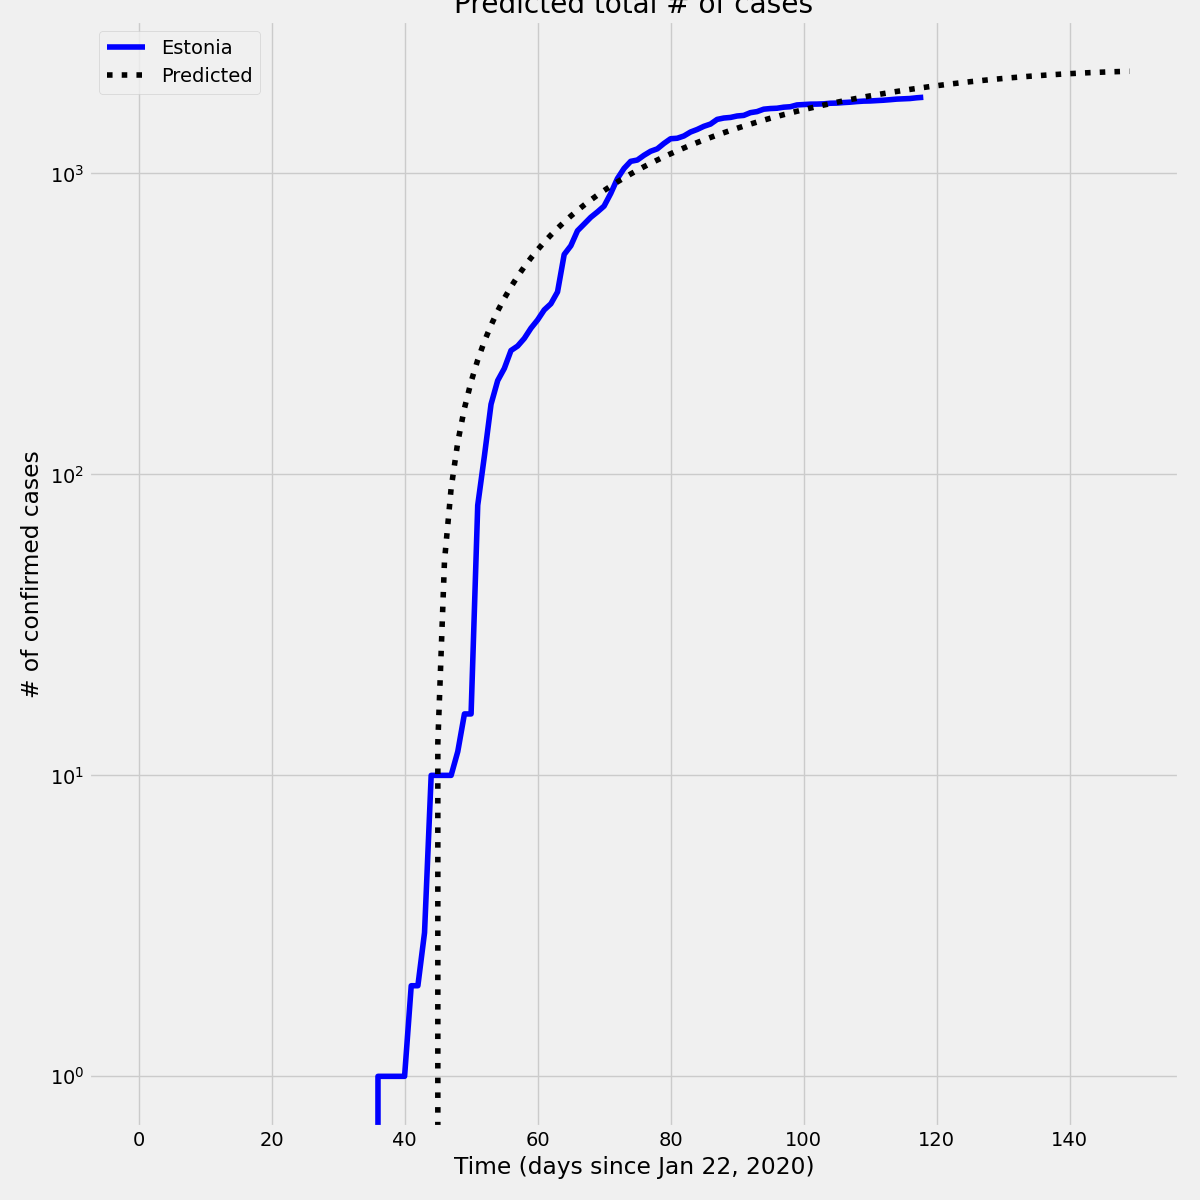 Predicted total # of cases
Estonia
Predicted
10³
10²
10¹
10⁰
# of confirmed cases
0 20 40 60 80 100 120 140
Time (days since Jan 22, 2020)